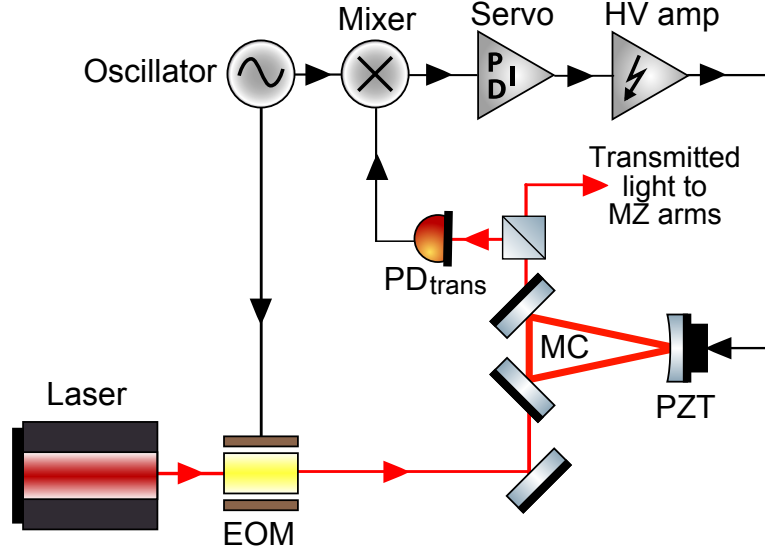 Mixer
Servo
HV amp
Oscillator
P
I
D
Transmitted
light to
MZ arms
PDtrans
MC
PZT
Laser
EOM